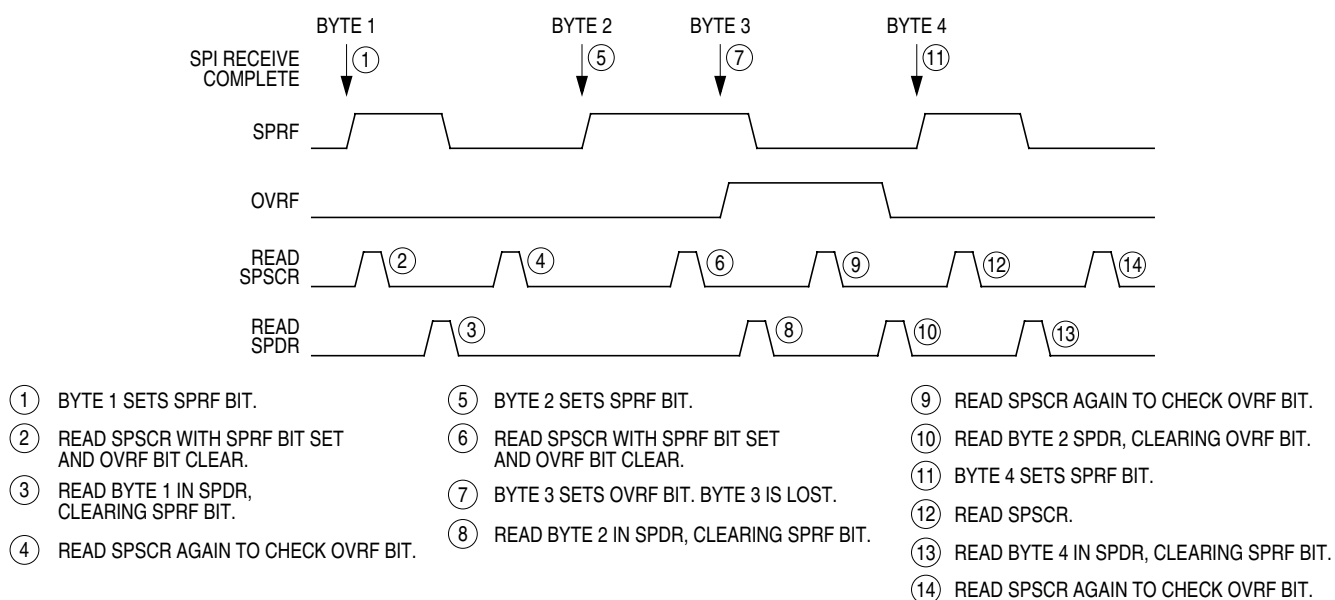 BYTE 1 BYTE 2 BYTE 3 BYTE 4
SPI RECEIVE
COMPLETE
1 5 7 11
SPRF
OVRF
READ
SPSCR
2 4 6 9 12 14
READ
SPDR
3 8 10 13
1 BYTE 1 SETS SPRF BIT.
2 READ SPSCR WITH SPRF BIT SET
AND OVRF BIT CLEAR.
3 READ BYTE 1 IN SPDR,
CLEARING SPRF BIT.
4 READ SPSCR AGAIN TO CHECK OVRF BIT.
5 BYTE 2 SETS SPRF BIT.
6 READ SPSCR WITH SPRF BIT SET
AND OVRF BIT CLEAR.
7 BYTE 3 SETS OVRF BIT. BYTE 3 IS LOST.
8 READ BYTE 2 IN SPDR, CLEARING SPRF BIT.
9 READ SPSCR AGAIN TO CHECK OVRF BIT.
10 READ BYTE 2 SPDR, CLEARING OVRF BIT.
11 BYTE 4 SETS SPRF BIT.
12 READ SPSCR.
13 READ BYTE 4 IN SPDR, CLEARING SPRF BIT.
14 READ SPSCR AGAIN TO CHECK OVRF BIT.